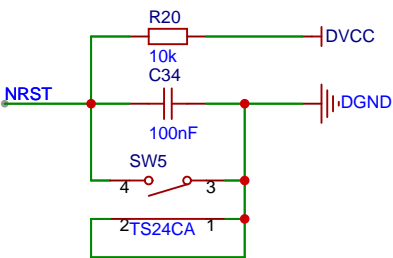 R20
DVCC
10k
C34
NRST
DGND
100nF
SW5
4
3
2
TS24CA
1